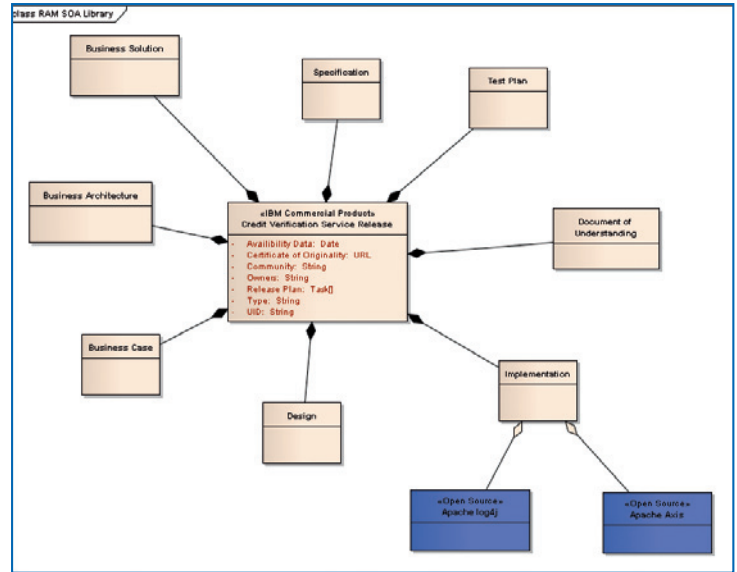 class RAM SOA Library
Business Solution
Specification
Test Plan
Business Architecture
«IBM Commercial Product»
Credit Verification Service Release
- Availibility Data: Date
- Certificate of Originality: URL
- Community: String
- Owners: String
- Release Plan: Task[]
- Type: String
- UID: String
Document of
Understanding
Business Case
Implementation
Design
«Open Source»
Apache log4j
«Open Source»
Apache Axis